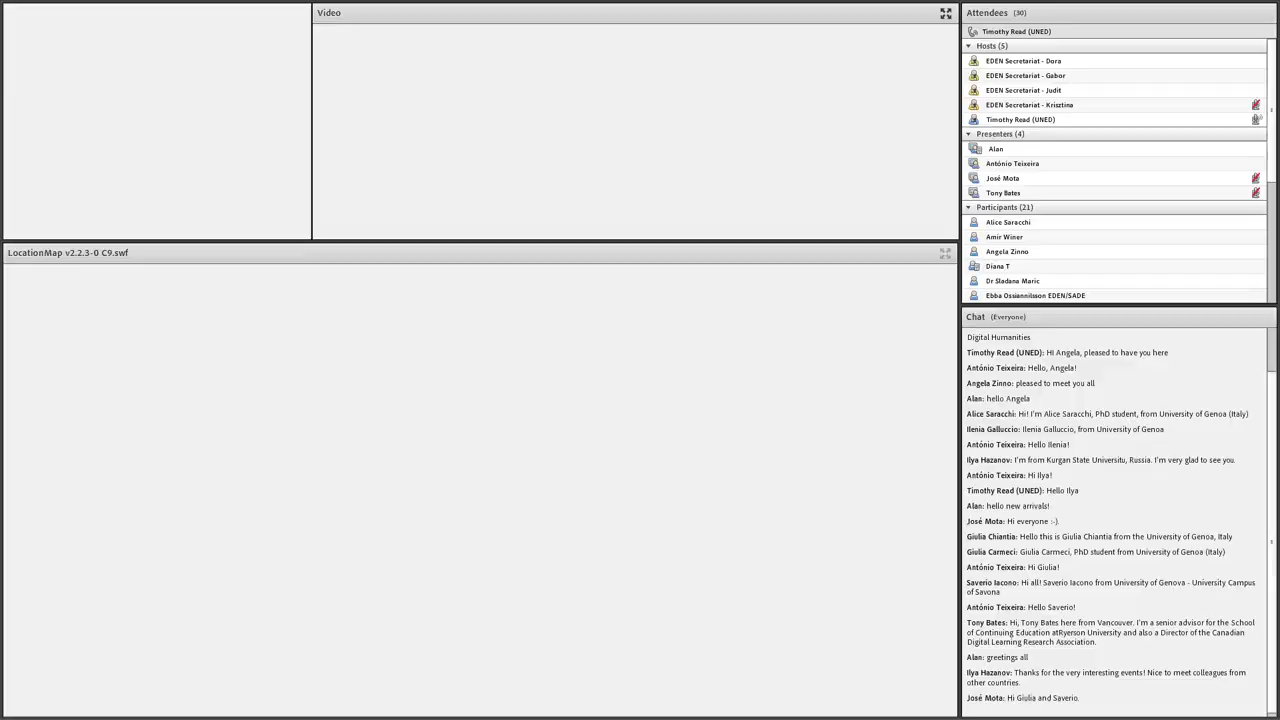 Video
LocationMap v2.2.3-0 C9.swf
Attendees (30)
Timothy Read (UNED)
Hosts (5)
EDEN Secretariat - Dora
EDEN Secretariat - Gabor
EDEN Secretariat - Judit
EDEN Secretariat - Krisztina
Timothy Read (UNED)
Presenters (4)
Alan
António Teixeira
José Mota
Tony Bates
Participants (21)
Alice Saracchi
Amir Winer
Angela Zinno
Diana T
Dr Sladana Maric
Ebba Ossiannilsson EDEN/SADE
Chat (Everyone)
Digital Humanities
Timothy Read (UNED): HI Angela, pleased to have you here
António Teixeira: Hello, Angela!
Angela Zinno: pleased to meet you all
Alan: hello Angela
Alice Saracchi: Hi! I'm Alice Saracchi, PhD student, from University of Genoa (Italy)
Ilenia Galluccio: Ilenia Galluccio, from University of Genoa
António Teixeira: Hello Ilenia!
Ilya Hazanov: I'm from Kurgan State Universitu, Russia. I'm very glad to see you.
António Teixeira: Hi Ilya!
Timothy Read (UNED): Hello Ilya
Alan: hello new arrivals!
José Mota: Hi everyone :-).
Giulia Chiantia: Hello this is Giulia Chiantia from the University of Genoa, Italy
Giulia Carmeci: Giulia Carmeci, PhD student from University of Genoa (Italy)
António Teixeira: Hi Giulia!
Saverio Iacono: Hi all! Saverio Iacono from University of Genova - University Campus
of Savona
António Teixeira: Hello Saverio!
Tony Bates: Hi, Tony Bates here from Vancouver. I'm a senior advisor for the School
of Continuing Education atRyerson University and also a Director of the Canadian
Digital Learning Research Association.
Alan: greetings all
Ilya Hazanov: Thanks for the very interesting events! Nice to meet colleagues from
other countries.
José Mota: Hi Giulia and Saverio.